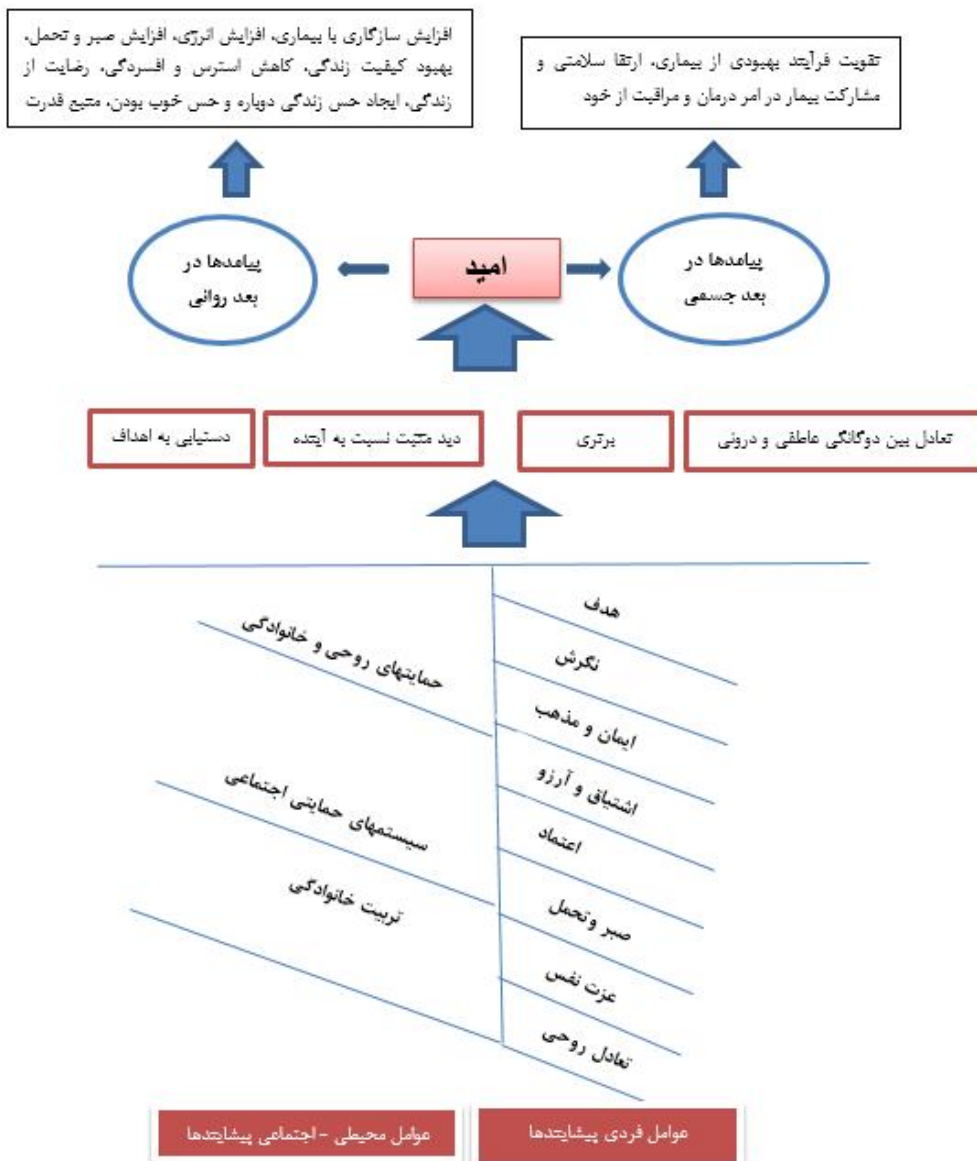 تقویت فرآیند بهبودی از بیماری، ارتقا سلامتی و
مشارکت بیمار در امر درمان و مراقبت از خود
افزایش سازگاری با بیماری، افزایش انرژی، افزایش صبر و تحمل،
بهبود کیفیت زندگی، کاهش استرس و افسردگی، رضایت از
زندگی، ایجاد حس زندگی دوباره و حس خوب بودن، منبع قدرت
پیامدها در
بعد جسمی
امید
پیامدها در
بعد روانی
تعادل بین دوگانگی عاطفی و درونی
برتری
دید مثبت نسبت به آینده
دستیابی به اهداف
هدف
نگرش
ایمان و مذهب
اشتیاق و آرزو
اعتماد
صبر وتحمل
عزت نفس
تعادل روحی
حمایتهای روحی و خانوادگی
سیستمهای حمایتی اجتماعی
تربیت خانوادگی
عوامل فردی پیشایندها
عوامل محیطی - اجتماعی پیشایندها